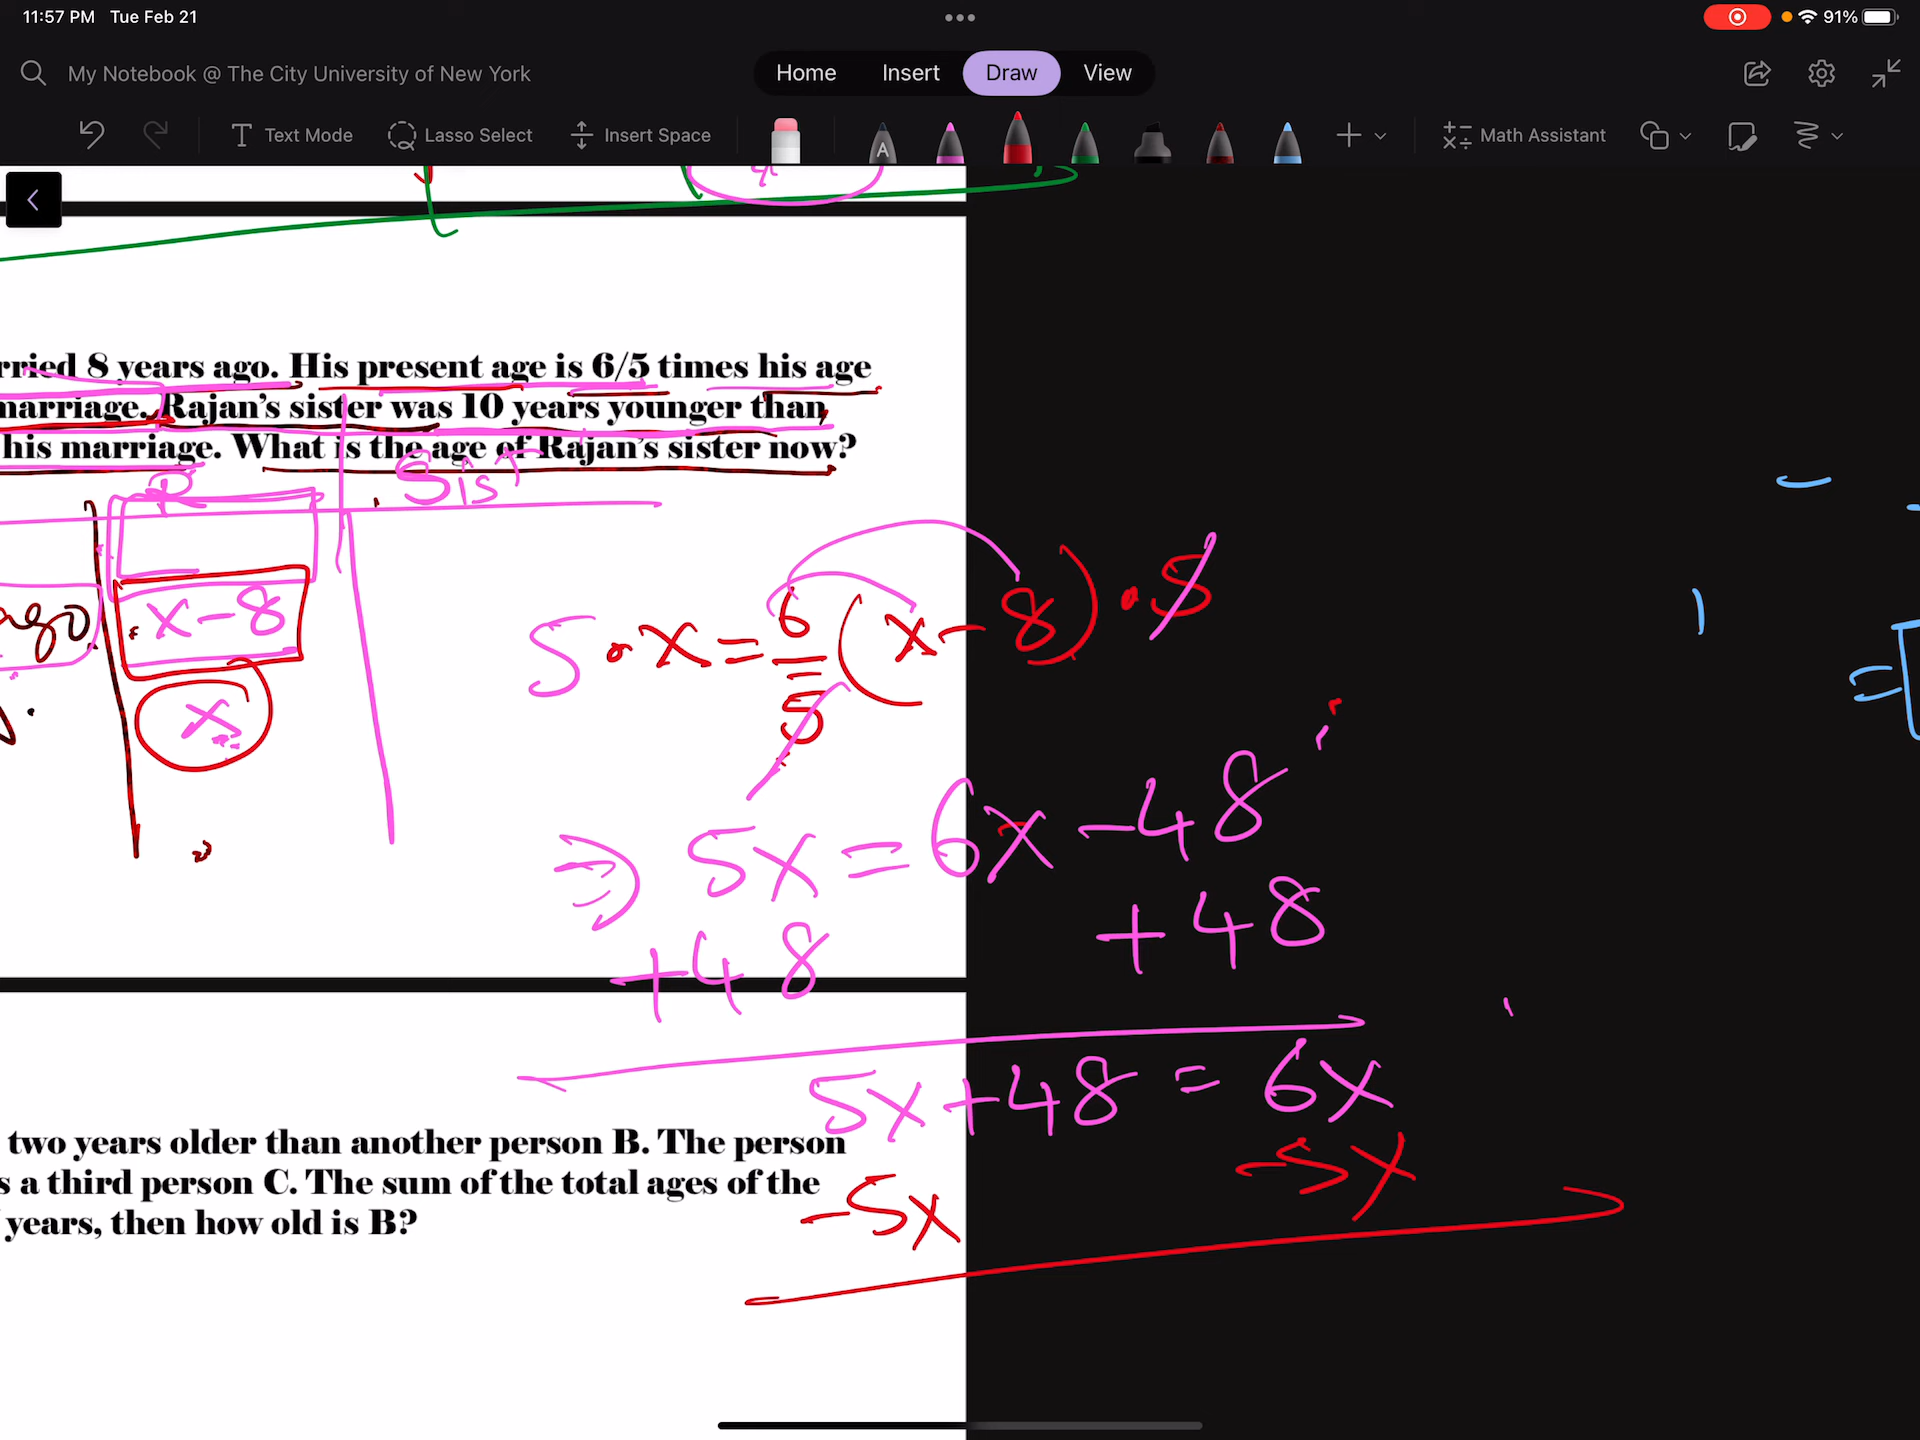 11:57 PM Tue Feb 21
91%
My Notebook @ The City University of New York
Home Insert Draw View
Text Mode Lasso Select Insert Space Math Assistant
rried 8 years ago. His present age is 6/5 times his age
marriage. Rajan's sister was 10 years younger than
his marriage. What is the age of Rajan's sister now?
R Sist
ago x-8
x
5 • x = 6/5 (x - 8) • 5
⇒ 5x = 6x - 48
+48 +48
5x+48 = 6x
-5x -5x
two years older than another person B. The person
s a third person C. The sum of the total ages of the
years, then how old is B?